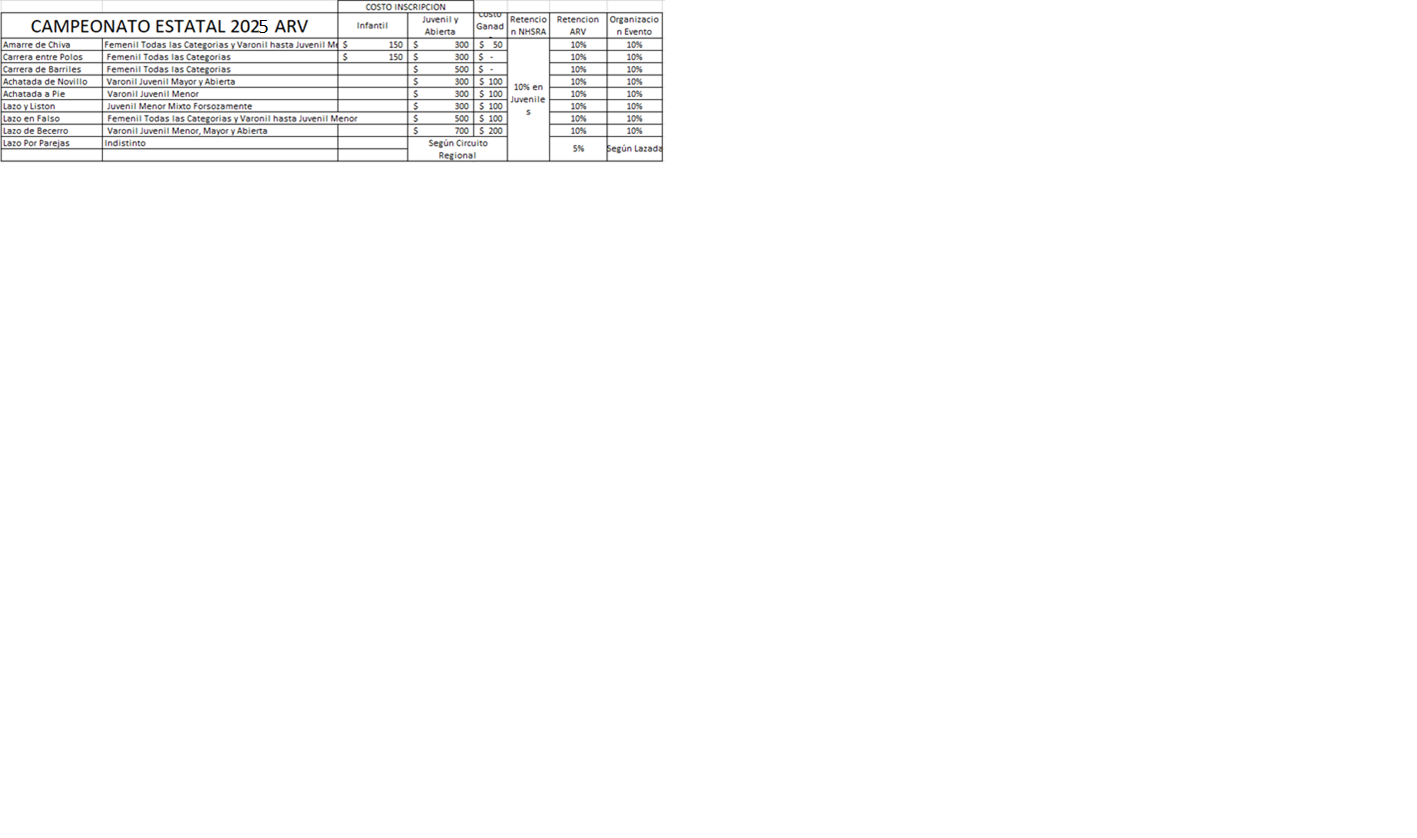 COSTO INSCRIPCION
CAMPEONATO ESTATAL 2025 ARV
Infantil
Juvenil y
Abierta
Costo
Ganad
Retencio
n NHSRA
Retencion
ARV
Organizacio
n Evento
Amarre de Chiva Femenil Todas las Categorias y Varonil hasta Juvenil Me $ 150 $ 300 $ 50 10% 10%
Carrera entre Polos Femenil Todas las Categorias $ 150 $ 300 $ - 10% 10%
Carrera de Barriles Femenil Todas las Categorias $ 500 $ - 10% 10%
Achatada de Novillo Varonil Juvenil Mayor y Abierta $ 300 $ 100 10% 10%
Achatada a Pie Varonil Juvenil Menor $ 300 $ 100 10% 10%
Lazo y Liston Juvenil Menor Mixto Forsozamente $ 300 $ 100 10% 10%
Lazo en Falso Femenil Todas las Categorias y Varonil hasta Juvenil Menor $ 500 $ 100 10% 10%
Lazo de Becerro Varonil Juvenil Menor, Mayor y Abierta $ 700 $ 200 10% 10%
10% en
Juvenile
s
Lazo Por Parejas Indistinto
Según Circuito
Regional
5%
Según Lazada